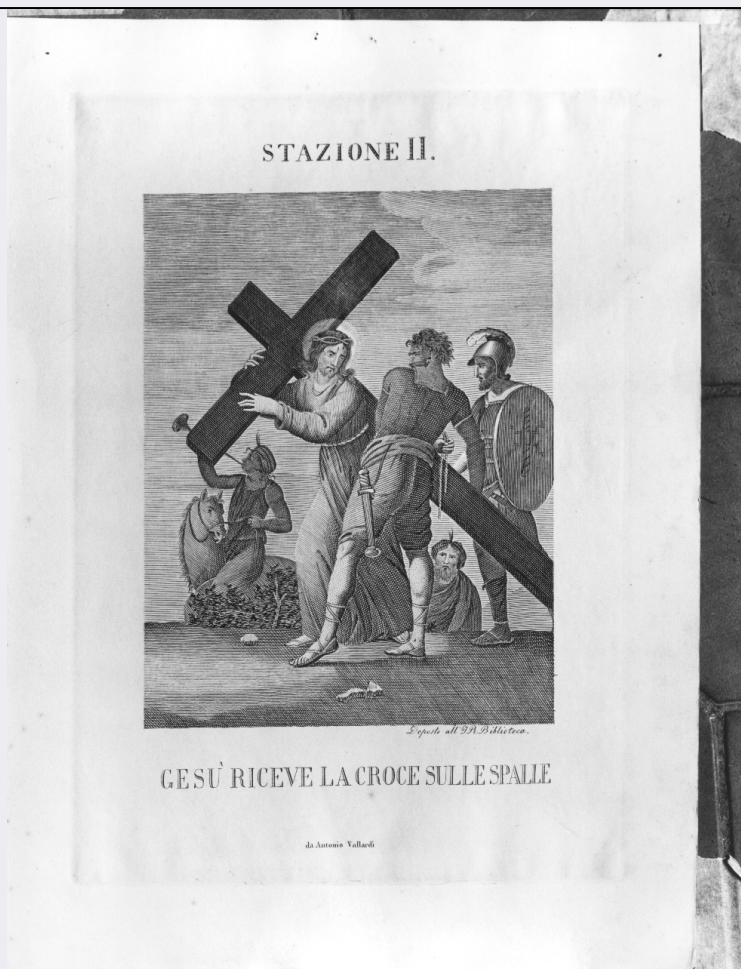 STAZIONE II.
Deposto all' I. R. Biblioteca.
GESÙ RICEVE LA CROCE SULLE SPALLE
da Antonio Vallardi